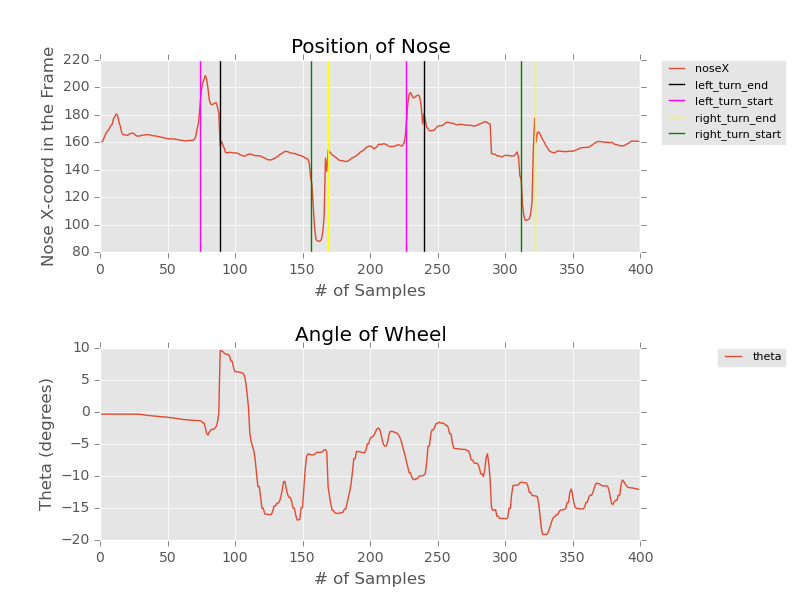 Position of Nose
Nose X-coord in the Frame
220
200
180
160
140
120
100
80
0 50 100 150 200 250 300 350 400
# of Samples
noseX
left_turn_end
left_turn_start
right_turn_end
right_turn_start
Angle of Wheel
Theta (degrees)
10
5
0
−5
−10
−15
−20
0 50 100 150 200 250 300 350 400
# of Samples
theta